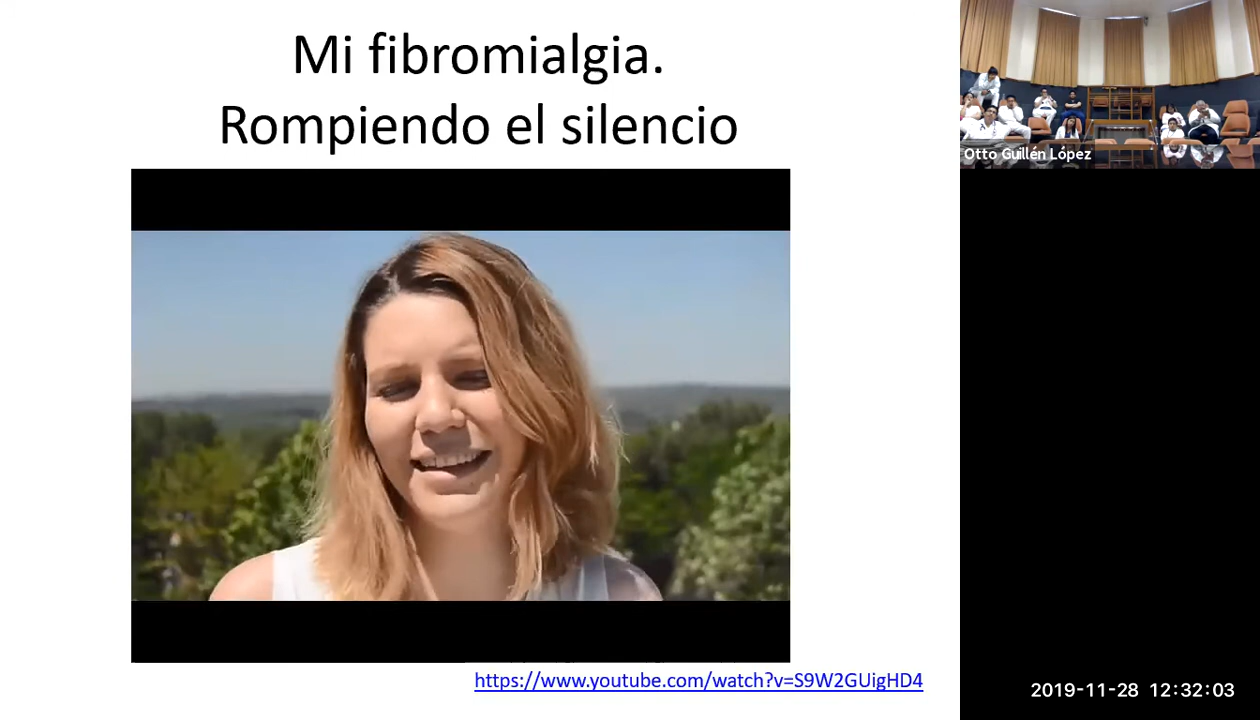 Mi fibromialgia.
Rompiendo el silencio
Otto Guillén López
https://www.youtube.com/watch?v=S9W2GUigHD4
2019-11-28 12:32:03